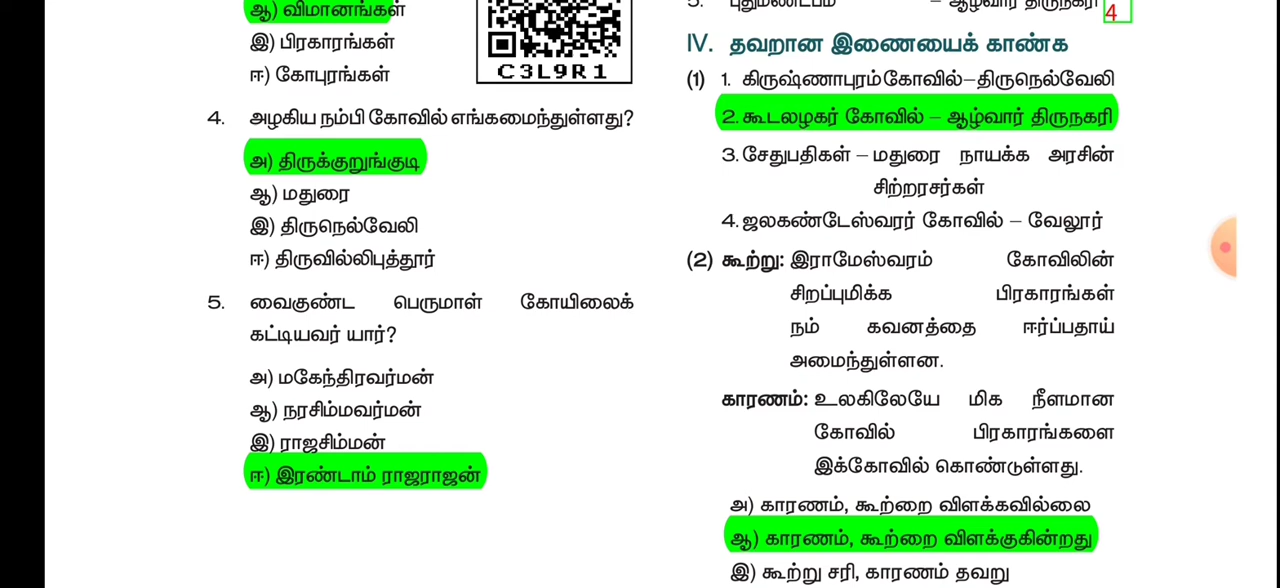 ஆ) விமானங்கள்
இ) பிரகாரங்கள்
ஈ) கோபுரங்கள்
C3L9R1
4. அழகிய நம்பி கோவில் எங்கமைந்துள்ளது?
அ) திருக்குறுங்குடி
ஆ) மதுரை
இ) திருநெல்வேலி
ஈ) திருவில்லிபுத்தூர்
5. வைகுண்ட பெருமாள் கோயிலைக்
கட்டியவர் யார்?
அ) மகேந்திரவர்மன்
ஆ) நரசிம்மவர்மன்
இ) ராஜசிம்மன்
ஈ) இரண்டாம் ராஜராஜன்
5. புதுமண்டபம் – ஆழ்வார் திருநகரி 4
IV. தவறான இணையைக் காண்க
(1) 1. கிருஷ்ணாபுரம்கோவில்–திருநெல்வேலி
2. கூடலழகர் கோவில் – ஆழ்வார் திருநகரி
3. சேதுபதிகள் – மதுரை நாயக்க அரசின்
சிற்றரசர்கள்
4. ஜலகண்டேஸ்வரர் கோவில் – வேலூர்
(2) கூற்று: இராமேஸ்வரம் கோவிலின்
சிறப்புமிக்க பிரகாரங்கள்
நம் கவனத்தை ஈர்ப்பதாய்
அமைந்துள்ளன.
காரணம்: உலகிலேயே மிக நீளமான
கோவில் பிரகாரங்களை
இக்கோவில் கொண்டுள்ளது.
அ) காரணம், கூற்றை விளக்கவில்லை
ஆ) காரணம், கூற்றை விளக்குகின்றது
இ) கூற்று சரி, காரணம் தவறு